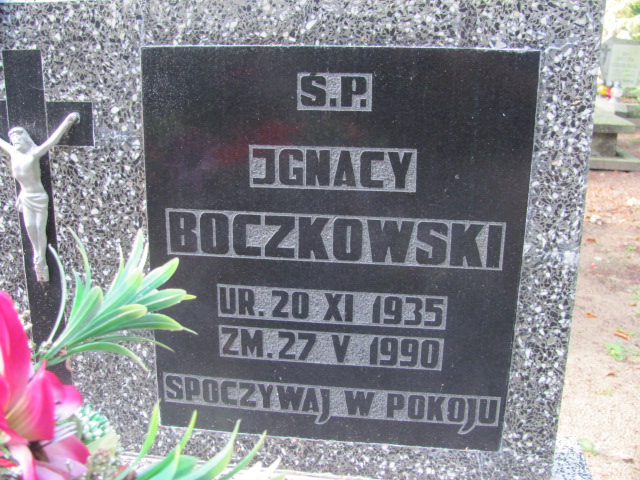 Ś.P.
JGNACY
BOCZKOWSKI
UR. 20 XI 1935
ZM. 27 V 1990
SPOCZYWAJ W POKOJU